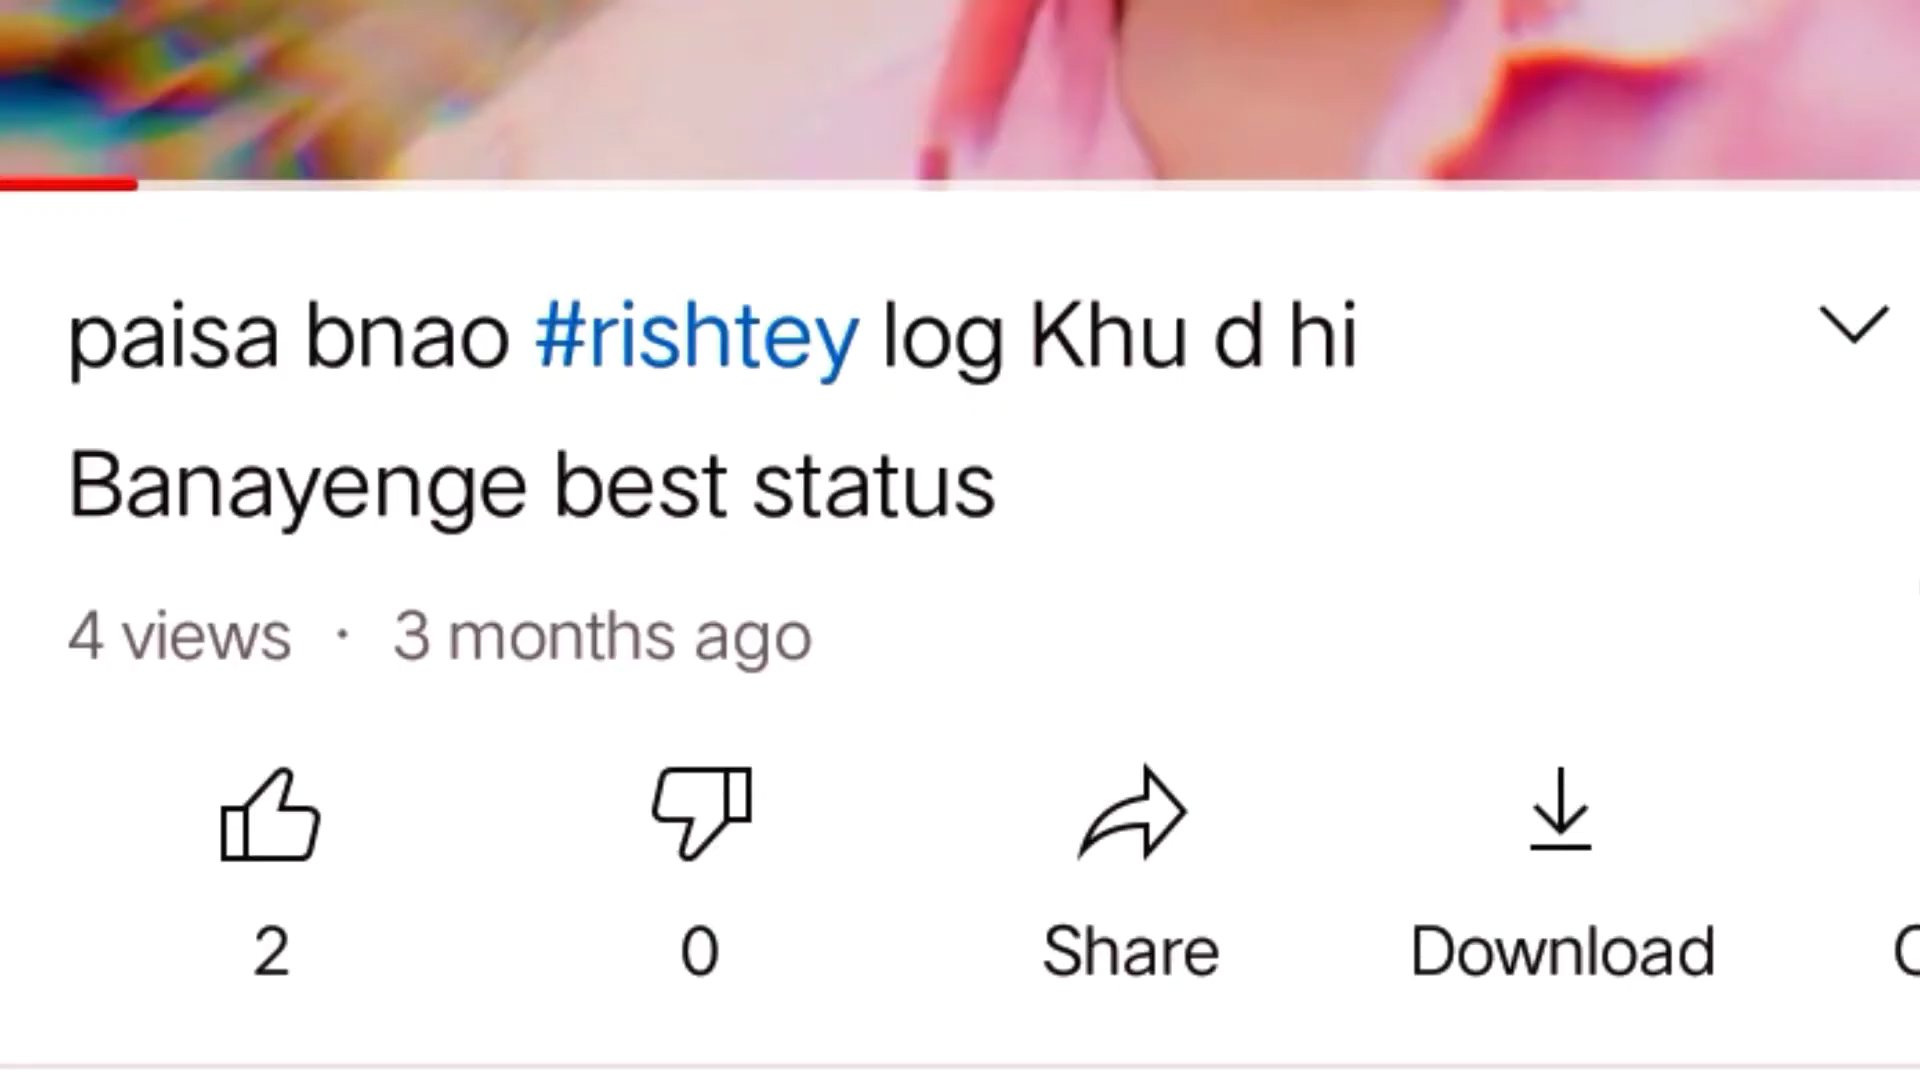 paisa bnao #rishtey log Khu d hi
Banayenge best status
4 views · 3 months ago
2 0 Share Download